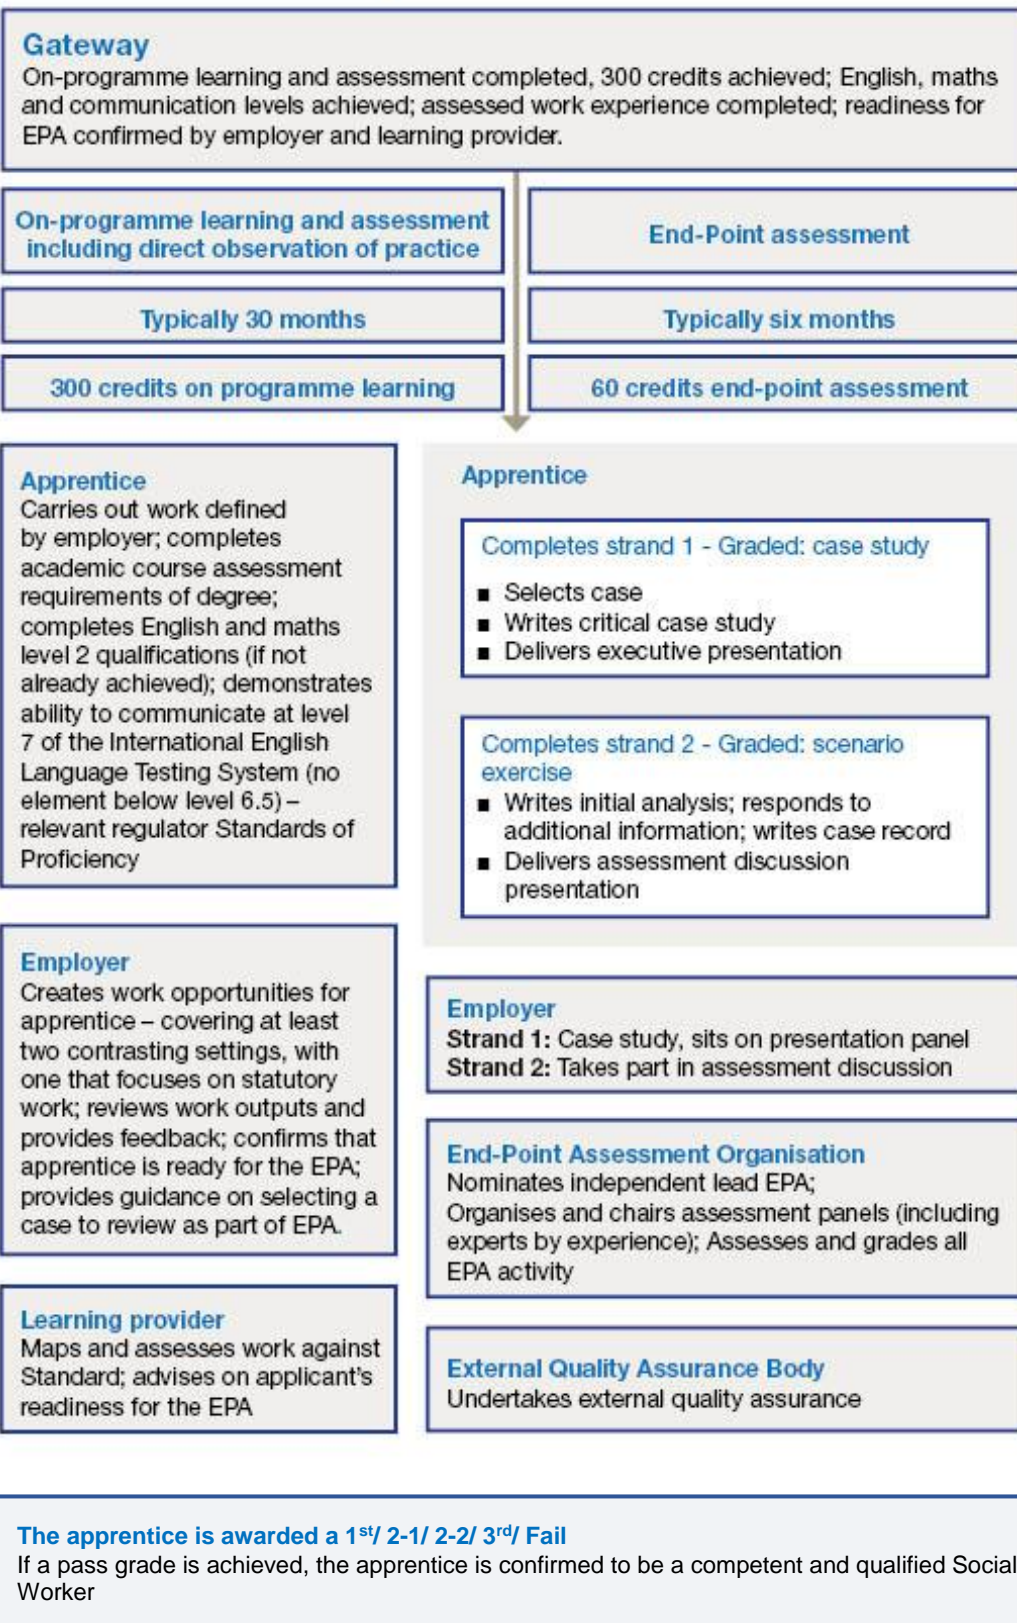 Gateway
On-programme learning and assessment completed, 300 credits achieved; English, maths
and communication levels achieved; assessed work experience completed; readiness for
EPA confirmed by employer and learning provider.
On-programme learning and assessment
including direct observation of practice
End-Point assessment
Typically 30 months
Typically six months
300 credits on programme learning
60 credits end-point assessment
Apprentice
Carries out work defined
by employer; completes
academic course assessment
requirements of degree;
completes English and maths
level 2 qualifications (if not
already achieved); demonstrates
ability to communicate at level
7 of the International English
Language Testing System (no
element below level 6.5) –
relevant regulator Standards of
Proficiency
Employer
Creates work opportunities for
apprentice – covering at least
two contrasting settings, with
one that focuses on statutory
work; reviews work outputs and
provides feedback; confirms that
apprentice is ready for the EPA;
provides guidance on selecting a
case to review as part of EPA.
Learning provider
Maps and assesses work against
Standard; advises on applicant's
readiness for the EPA
Apprentice
Completes strand 1 - Graded: case study
■ Selects case
■ Writes critical case study
■ Delivers executive presentation
Completes strand 2 - Graded: scenario
exercise
■ Writes initial analysis; responds to
additional information; writes case record
■ Delivers assessment discussion
presentation
Employer
Strand 1: Case study, sits on presentation panel
Strand 2: Takes part in assessment discussion
End-Point Assessment Organisation
Nominates independent lead EPA;
Organises and chairs assessment panels (including
experts by experience); Assesses and grades all
EPA activity
External Quality Assurance Body
Undertakes external quality assurance
The apprentice is awarded a 1st/ 2-1/ 2-2/ 3rd/ Fail
If a pass grade is achieved, the apprentice is confirmed to be a competent and qualified Social
Worker